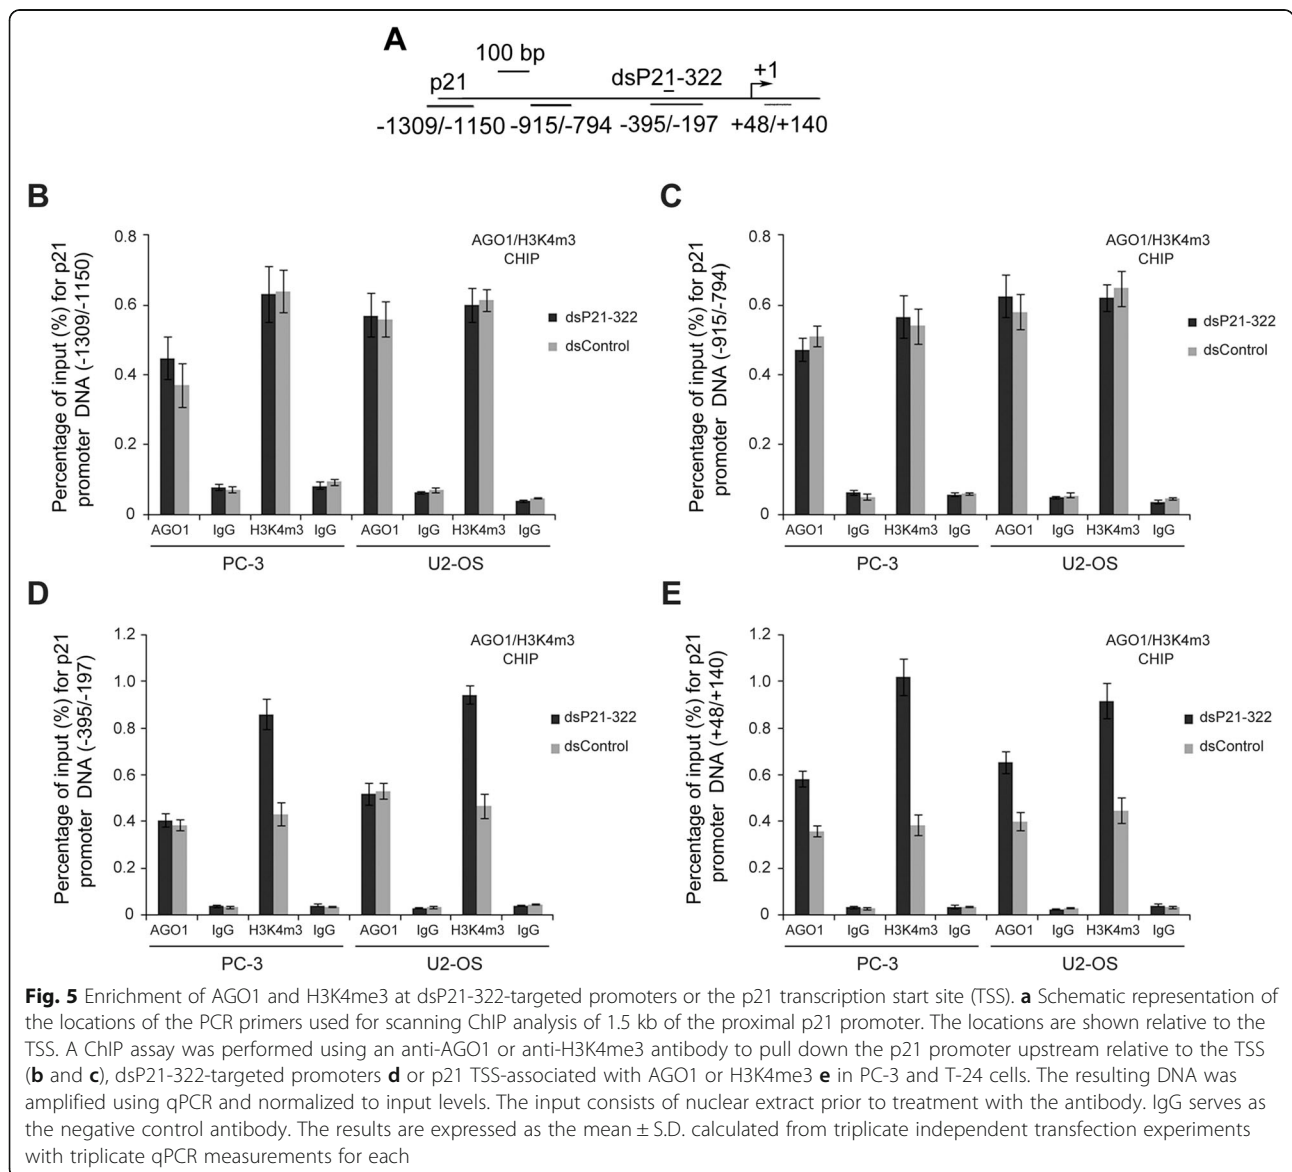 A
100 bp
p21
dsP21-322
+1
-1309/-1150
-915/-794
-395/-197
+48/+140
B
Percentage of input (%) for p21
promoter DNA (-1309/-1150)
0.8
0.6
0.4
0.2
0
AGO1/H3K4m3
CHIP
dsP21-322
dsControl
AGO1 IgG H3K4m3 IgG AGO1 IgG H3K4m3 IgG
PC-3 U2-OS
C
Percentage of input (%) for p21
promoter DNA (-915/-794)
0.8
0.6
0.4
0.2
0
AGO1/H3K4m3
CHIP
dsP21-322
dsControl
AGO1 IgG H3K4m3 IgG AGO1 IgG H3K4m3 IgG
PC-3 U2-OS
D
Percentage of input (%) for p21
promoter DNA (-395/-197)
1.2
1.0
0.8
0.6
0.4
0.2
0
AGO1/H3K4m3
CHIP
dsP21-322
dsControl
AGO1 IgG H3K4m3 IgG AGO1 IgG H3K4m3 IgG
PC-3 U2-OS
E
Percentage of input (%) for p21
promoter DNA (+48/+140)
1.2
1.0
0.8
0.6
0.4
0.2
0
AGO1/H3K4m3
CHIP
dsP21-322
dsControl
AGO1 IgG H3K4m3 IgG AGO1 IgG H3K4m3 IgG
PC-3 U2-OS
Fig. 5 Enrichment of AGO1 and H3K4me3 at dsP21-322-targeted promoters or the p21 transcription start site (TSS). a Schematic representation of
the locations of the PCR primers used for scanning ChIP analysis of 1.5 kb of the proximal p21 promoter. The locations are shown relative to the
TSS. A ChIP assay was performed using an anti-AGO1 or anti-H3K4me3 antibody to pull down the p21 promoter upstream relative to the TSS
(b and c), dsP21-322-targeted promoters d or p21 TSS-associated with AGO1 or H3K4me3 e in PC-3 and T-24 cells. The resulting DNA was
amplified using qPCR and normalized to input levels. The input consists of nuclear extract prior to treatment with the antibody. IgG serves as
the negative control antibody. The results are expressed as the mean ± S.D. calculated from triplicate independent transfection experiments
with triplicate qPCR measurements for each